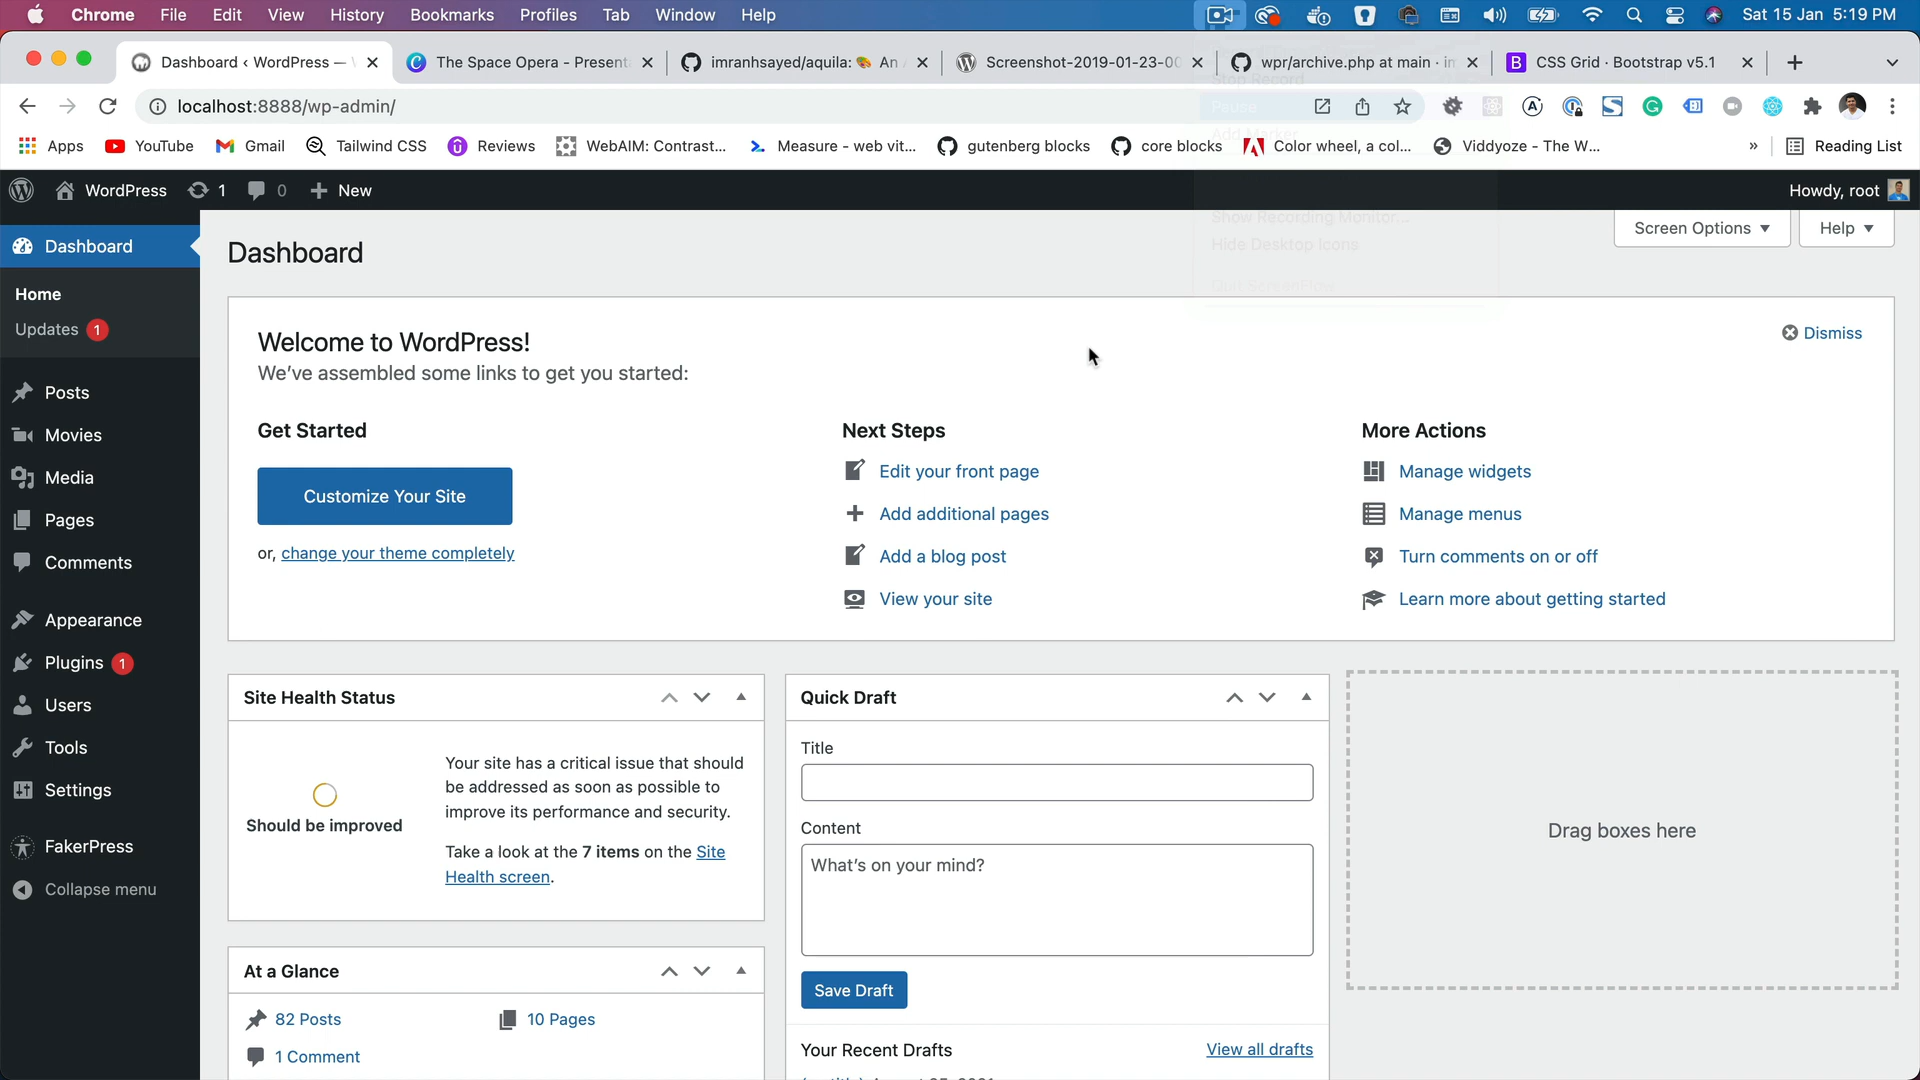 Chrome File Edit View History Bookmarks Profiles Tab Window Help Sat 15 Jan 5:19 PM
Dashboard ‹ WordPress — The Space Opera - Present imranhsayed/aquila: 🎨 An Screenshot-2019-01-23-00 wpr/archive.php at main · CSS Grid · Bootstrap v5.1
localhost:8888/wp-admin/
Apps YouTube Gmail Tailwind CSS Reviews WebAIM: Contrast... Measure - web vit... gutenberg blocks core blocks Color wheel, a col... Viddyoze - The W... » Reading List
Add Marker
WordPress 1 0 New Howdy, root
Show Recording Monitor...
Hide Desktop Icons
Screen Options Help
Dashboard
Home
Updates 1
Posts
Movies
Media
Pages
Comments
Appearance
Plugins 1
Users
Tools
Settings
FakerPress
Collapse menu
Dashboard
Welcome to WordPress!
We've assembled some links to get you started:
Dismiss
Get Started
Customize Your Site
or, change your theme completely
Next Steps
Edit your front page
Add additional pages
Add a blog post
View your site
More Actions
Manage widgets
Manage menus
Turn comments on or off
Learn more about getting started
Site Health Status
Should be improved
Your site has a critical issue that should
be addressed as soon as possible to
improve its performance and security.
Take a look at the 7 items on the Site
Health screen.
At a Glance
82 Posts 10 Pages
1 Comment
Quick Draft
Title
Content
What's on your mind?
Save Draft
Your Recent Drafts View all drafts
Drag boxes here